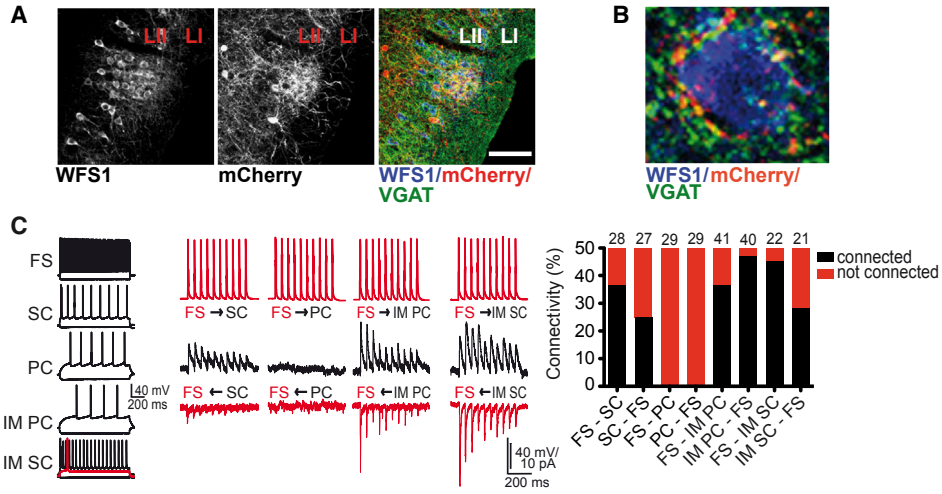 A
LII LI
LII LI
LII LI
WFS1
mCherry
WFS1/mCherry/
VGAT
B
WFS1/mCherry/
VGAT
C
FS
SC
PC
40 mV
200 ms
IM PC
IM SC
FS → SC
FS → PC
FS → IM PC
FS → IM SC
FS ← SC
FS ← PC
FS ← IM PC
FS ← IM SC
40 mV/
10 pA
200 ms
Connectivity (%)
50
40
30
20
10
0
28 27 29 29 41 40 22 21
connected
not connected
FS - SC
SC - FS
FS - PC
PC - FS
FS - IM PC
IM PC - FS
FS - IM SC
IM SC - FS